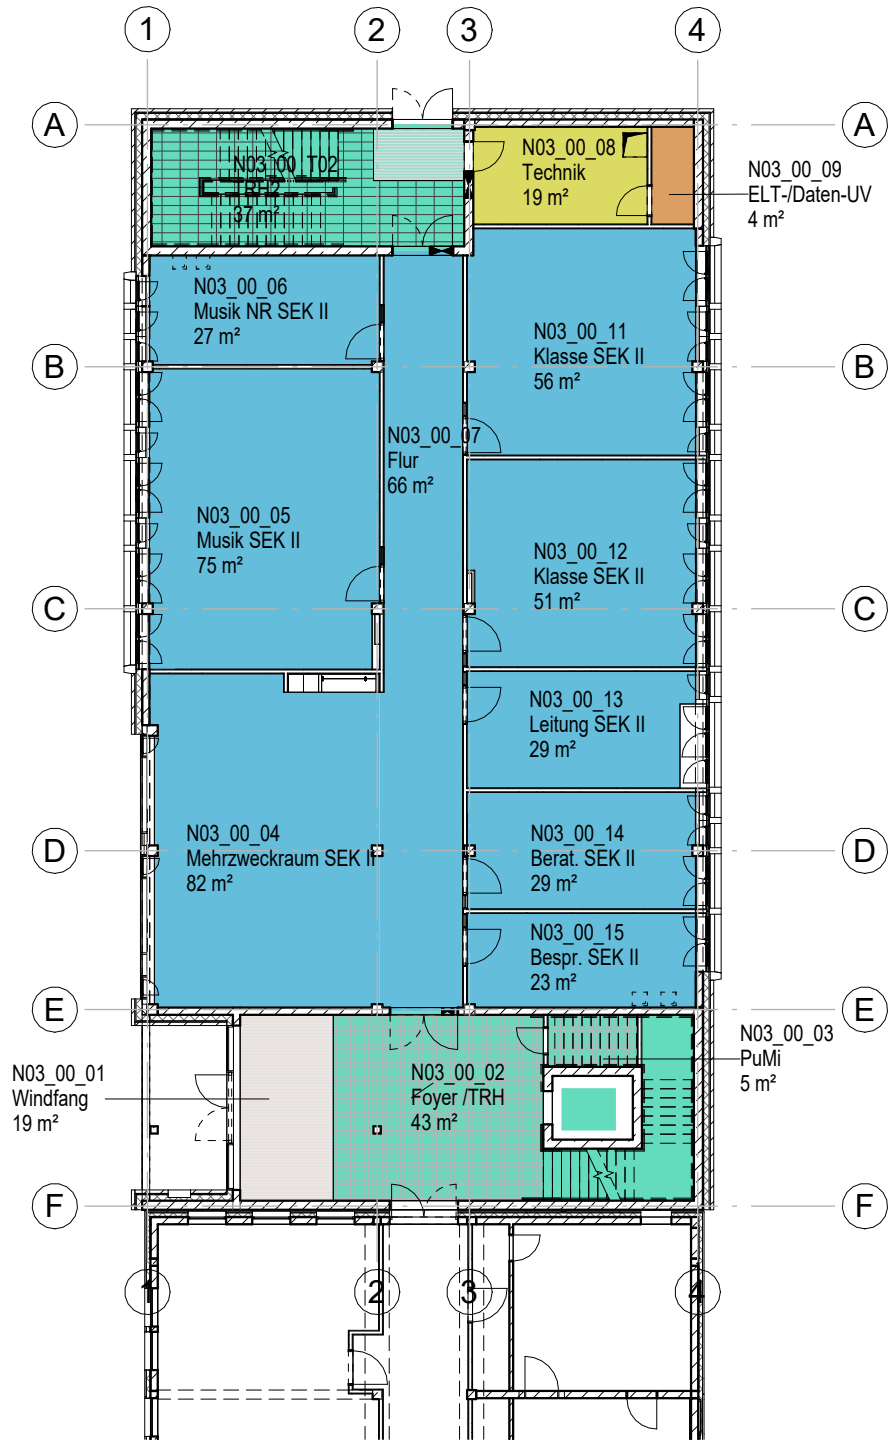 1
2
3
4
A
A
N03_00_T02
TRH2
37 m²
N03_00_08
Technik
19 m²
N03_00_09
ELT-/Daten-UV
4 m²
N03_00_06
Musik NR SEK II
27 m²
N03_00_11
Klasse SEK II
56 m²
B
B
N03_00_07
Flur
66 m²
N03_00_05
Musik SEK II
75 m²
N03_00_12
Klasse SEK II
51 m²
C
C
N03_00_13
Leitung SEK II
29 m²
N03_00_04
Mehrzweckraum SEK II
82 m²
N03_00_14
Berat. SEK II
29 m²
D
D
N03_00_15
Bespr. SEK II
23 m²
E
E
N03_00_03
PuMi
5 m²
N03_00_01
Windfang
19 m²
N03_00_02
Foyer /TRH
43 m²
F
F
1
2
3
4